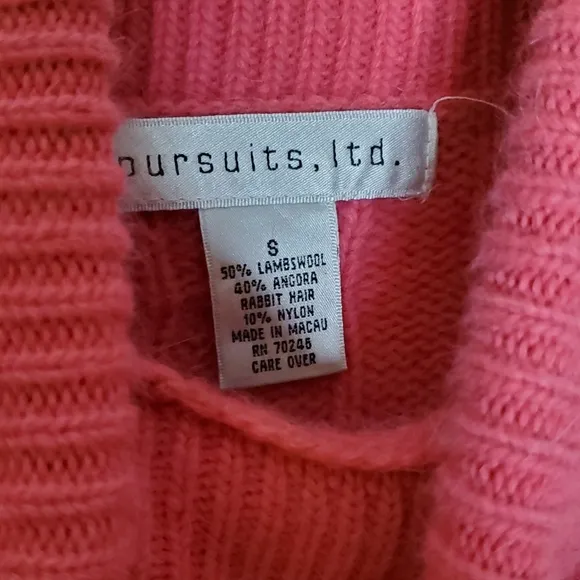 pursuits, ltd.
S
50% LAMBSWOOL
40% ANGORA
RABBIT HAIR
10% NYLON
MADE IN MACAU
RN 70246
CARE OVER